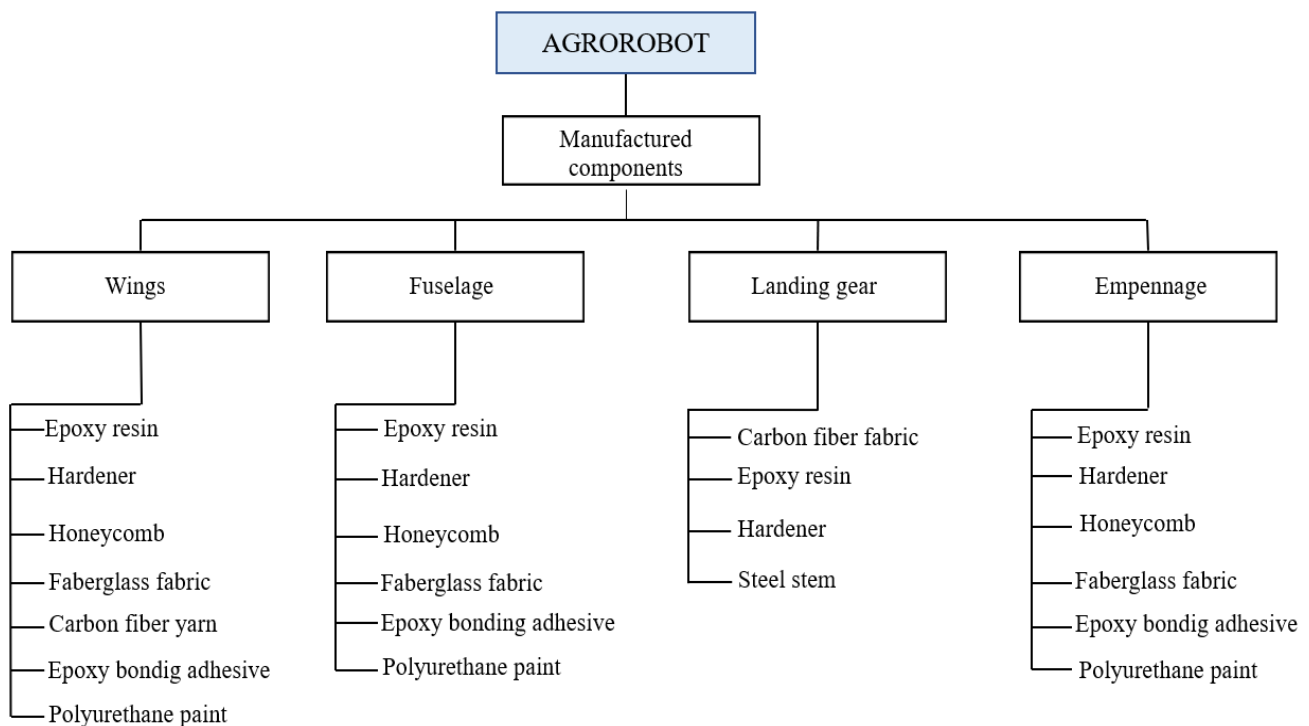 AGROROBOT
Manufactured
components
Wings
Fuselage
Landing gear
Empennage
Epoxy resin
Hardener
Honeycomb
Faberglass fabric
Carbon fiber yarn
Epoxy bondig adhesive
Polyurethane paint
Epoxy resin
Hardener
Honeycomb
Faberglass fabric
Epoxy bonding adhesive
Polyurethane paint
Carbon fiber fabric
Epoxy resin
Hardener
Steel stem
Epoxy resin
Hardener
Honeycomb
Faberglass fabric
Epoxy bondig adhesive
Polyurethane paint